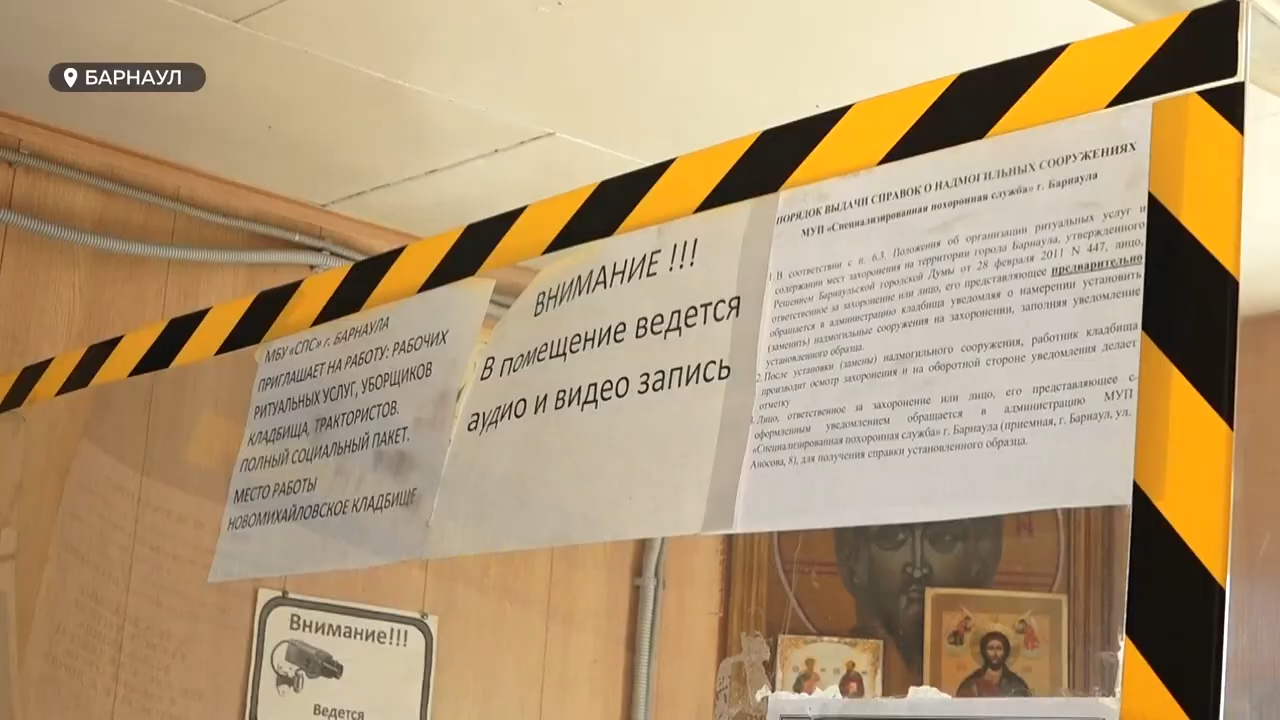 БАРНАУЛ
МБУ «СПС» г. БАРНАУЛА
ПРИГЛАШАЕТ НА РАБОТУ: РАБОЧИХ
РИТУАЛЬНЫХ УСЛУГ, УБОРЩИКОВ
КЛАДБИЩА, ТРАКТОРИСТОВ.
ПОЛНЫЙ СОЦИАЛЬНЫЙ ПАКЕТ.
МЕСТО РАБОТЫ
НОВОМИХАЙЛОВСКОЕ КЛАДБИЩЕ
ВНИМАНИЕ !!!
В помещение ведется
аудио и видео запись
ПОРЯДОК ВЫДАЧИ СПРАВОК О НАДМОГИЛЬНЫХ СООРУЖЕНИЯХ
МУП «Специализированная похоронная служба» г. Барнаула
1. В соответствии с п. 6.3. Положения об организации ритуальных услуг и
содержании мест захоронения на территории города Барнаула, утвержденного
Решением Барнаульской городской Думы от 28 февраля 2011 N 447, лицо,
ответственное за захоронение или лицо, его представляющее предварительно
обращается в администрацию кладбища уведомляя о намерении установить
(заменить) надмогильные сооружения на захоронении, заполняя уведомление
установленного образца.
2. После установки (замены) надмогильного сооружения, работник кладбища
производит осмотр захоронения и на оборотной стороне уведомления делает
отметку
3. Лицо, ответственное за захоронение или лицо, его представляющее с
оформленным уведомлением обращается в администрацию МУП
«Специализированная похоронная служба» г. Барнаула (приемная, г. Барнаул, ул.
Аносова, 8), для получения справки установленного образца.
Внимание!!!
Ведется